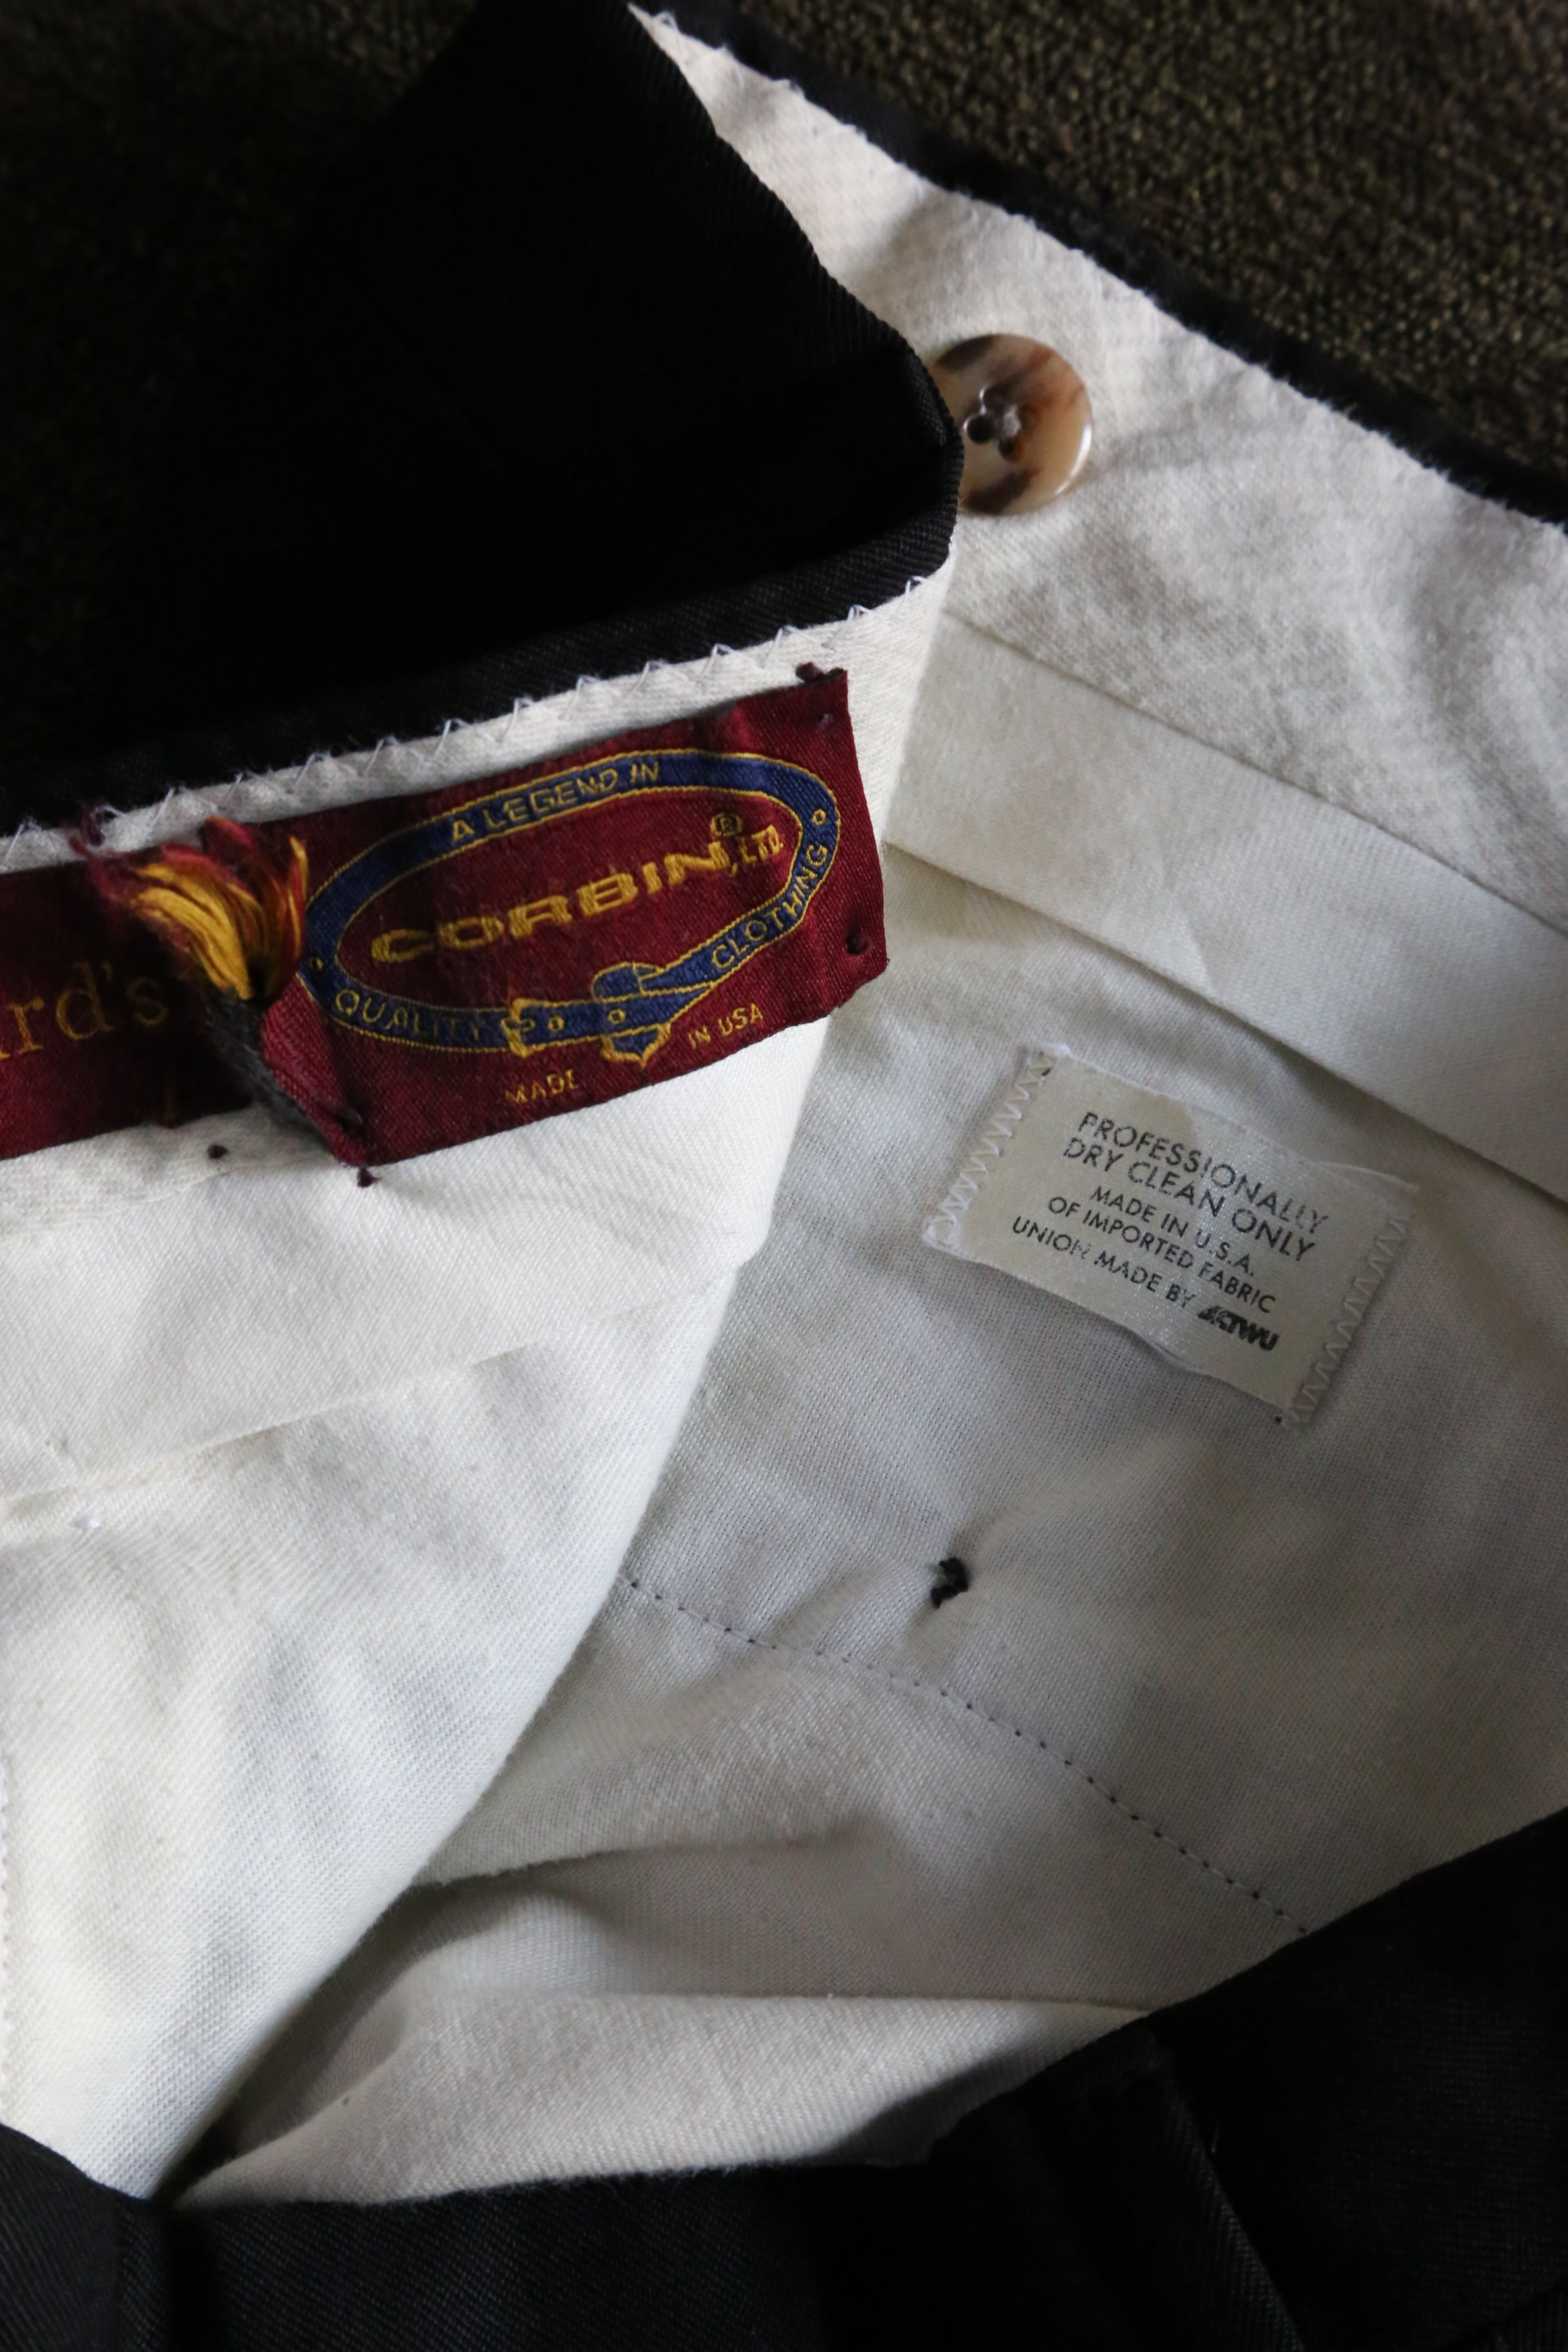 rd's
A LEGEND IN
CORBIN, LTD.®
QUALITY CLOTHING
MADE IN USA
PROFESSIONALLY
DRY CLEAN ONLY
MADE IN U.S.A.
OF IMPORTED FABRIC
UNION MADE BY ACTWU